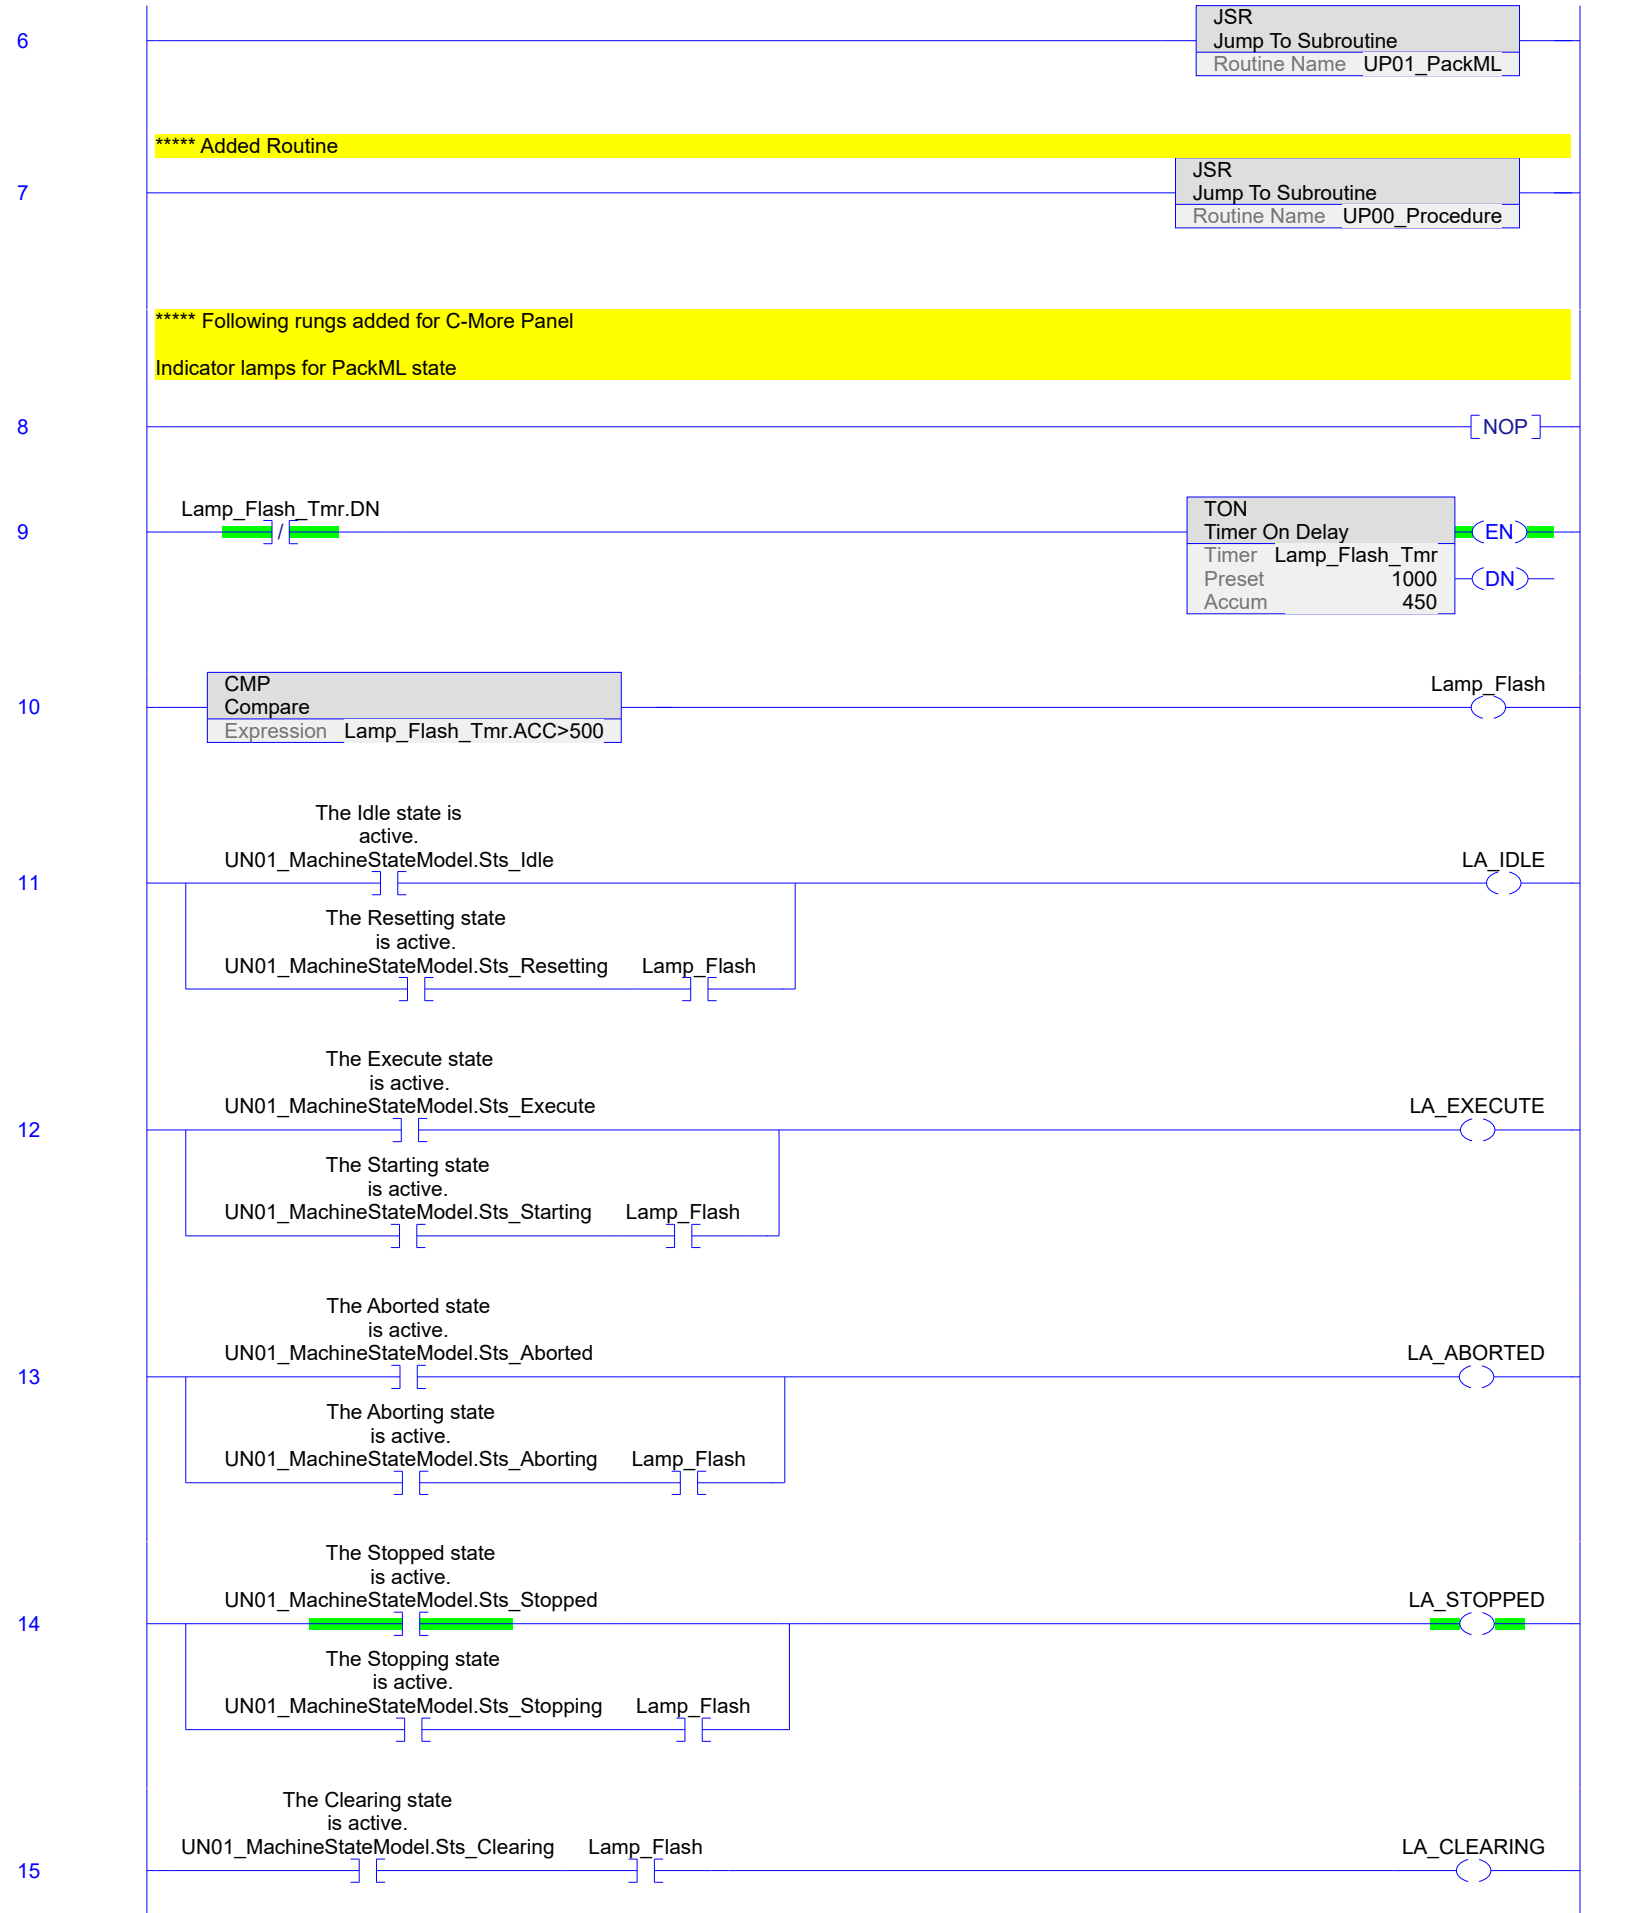 6
JSR
Jump To Subroutine
Routine Name UP01_PackML
***** Added Routine
7
JSR
Jump To Subroutine
Routine Name UP00_Procedure
***** Following rungs added for C-More Panel
Indicator lamps for PackML state
8
NOP
Lamp_Flash_Tmr.DN
9
/
TON
Timer On Delay
Timer Lamp_Flash_Tmr
Preset 1000
Accum 450
EN
DN
10
CMP
Compare
Expression Lamp_Flash_Tmr.ACC>500
Lamp_Flash
11
The Idle state is
active.
UN01_MachineStateModel.Sts_Idle
LA_IDLE
The Resetting state
is active.
UN01_MachineStateModel.Sts_Resetting Lamp_Flash
12
The Execute state
is active.
UN01_MachineStateModel.Sts_Execute
LA_EXECUTE
The Starting state
is active.
UN01_MachineStateModel.Sts_Starting Lamp_Flash
13
The Aborted state
is active.
UN01_MachineStateModel.Sts_Aborted
LA_ABORTED
The Aborting state
is active.
UN01_MachineStateModel.Sts_Aborting Lamp_Flash
14
The Stopped state
is active.
UN01_MachineStateModel.Sts_Stopped
LA_STOPPED
The Stopping state
is active.
UN01_MachineStateModel.Sts_Stopping Lamp_Flash
15
The Clearing state
is active.
UN01_MachineStateModel.Sts_Clearing Lamp_Flash
LA_CLEARING